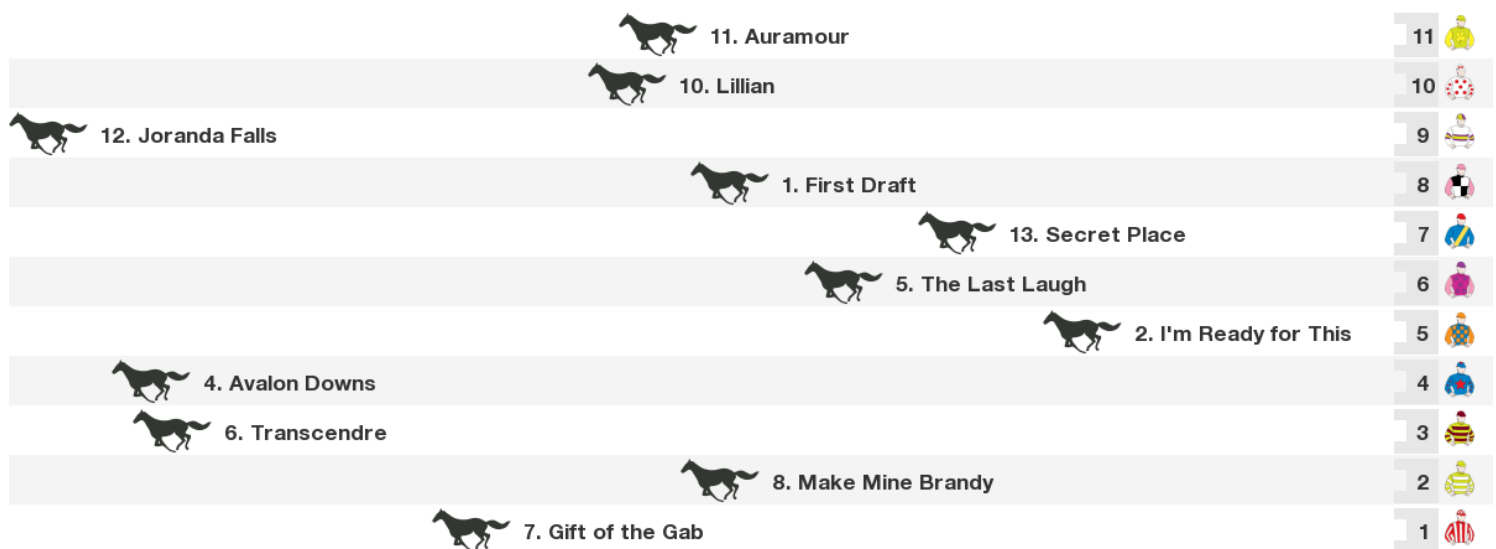 11. Auramour 11
10. Lillian 10
12. Joranda Falls 9
1. First Draft 8
13. Secret Place 7
5. The Last Laugh 6
2. I'm Ready for This 5
4. Avalon Downs 4
6. Transcendre 3
8. Make Mine Brandy 2
7. Gift of the Gab 1